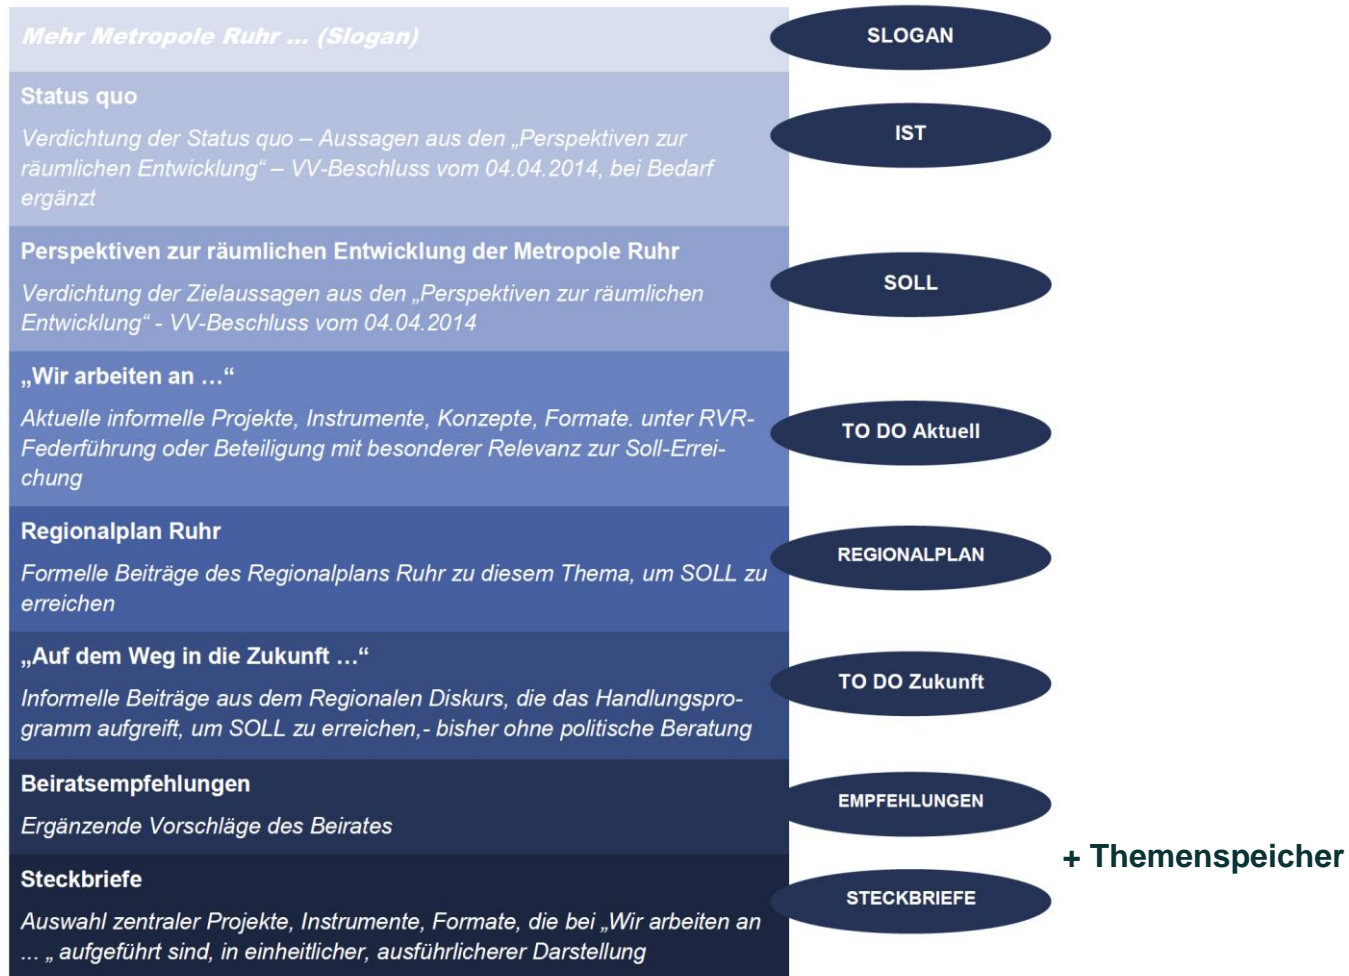 Mehr Metropole Ruhr ... (Slogan)
SLOGAN
Status quo
Verdichtung der Status quo – Aussagen aus den „Perspektiven zur
räumlichen Entwicklung“ – VV-Beschluss vom 04.04.2014, bei Bedarf
ergänzt
IST
Perspektiven zur räumlichen Entwicklung der Metropole Ruhr
Verdichtung der Zielaussagen aus den „Perspektiven zur räumlichen
Entwicklung“ - VV-Beschluss vom 04.04.2014
SOLL
„Wir arbeiten an …“
Aktuelle informelle Projekte, Instrumente, Konzepte, Formate. unter RVR-
Federführung oder Beteiligung mit besonderer Relevanz zur Soll-Errei-
chung
TO DO Aktuell
Regionalplan Ruhr
Formelle Beiträge des Regionalplans Ruhr zu diesem Thema, um SOLL zu
erreichen
REGIONALPLAN
„Auf dem Weg in die Zukunft …“
Informelle Beiträge aus dem Regionalen Diskurs, die das Handlungspro-
gramm aufgreift, um SOLL zu erreichen,- bisher ohne politische Beratung
TO DO Zukunft
Beiratsempfehlungen
Ergänzende Vorschläge des Beirates
EMPFEHLUNGEN
+ Themenspeicher
Steckbriefe
Auswahl zentraler Projekte, Instrumente, Formate, die bei „Wir arbeiten an
... „ aufgeführt sind, in einheitlicher, ausführlicherer Darstellung
STECKBRIEFE